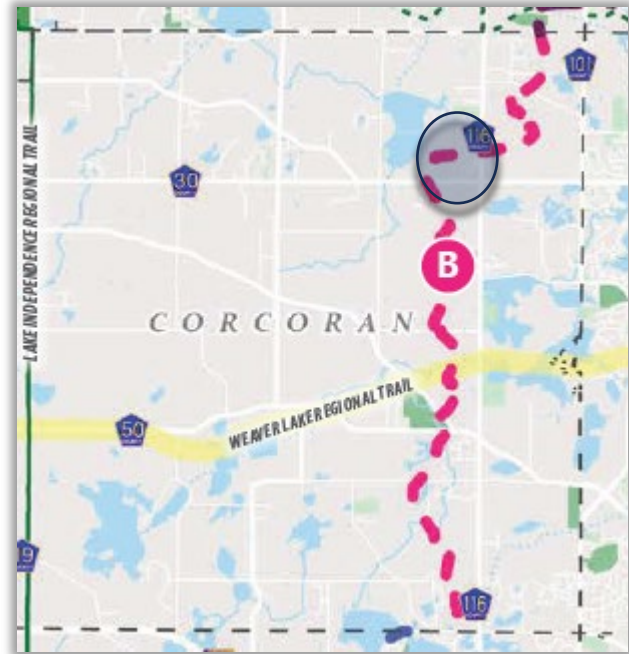 101
116
30
LAKE INDEPENDENCE REGIONAL TRAIL
B
CORCORAN
WEAVER LAKE REGIONAL TRAIL
50
19
116